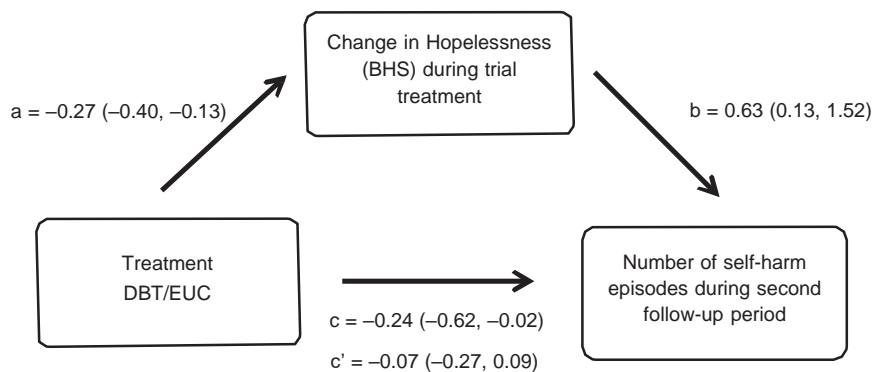 Change in Hopelessness
(BHS) during trial
treatment
a = –0.27 (–0.40, –0.13)
b = 0.63 (0.13, 1.52)
Treatment
DBT/EUC
Number of self-harm
episodes during second
follow-up period
c = –0.24 (–0.62, –0.02)
c’ = –0.07 (–0.27, 0.09)